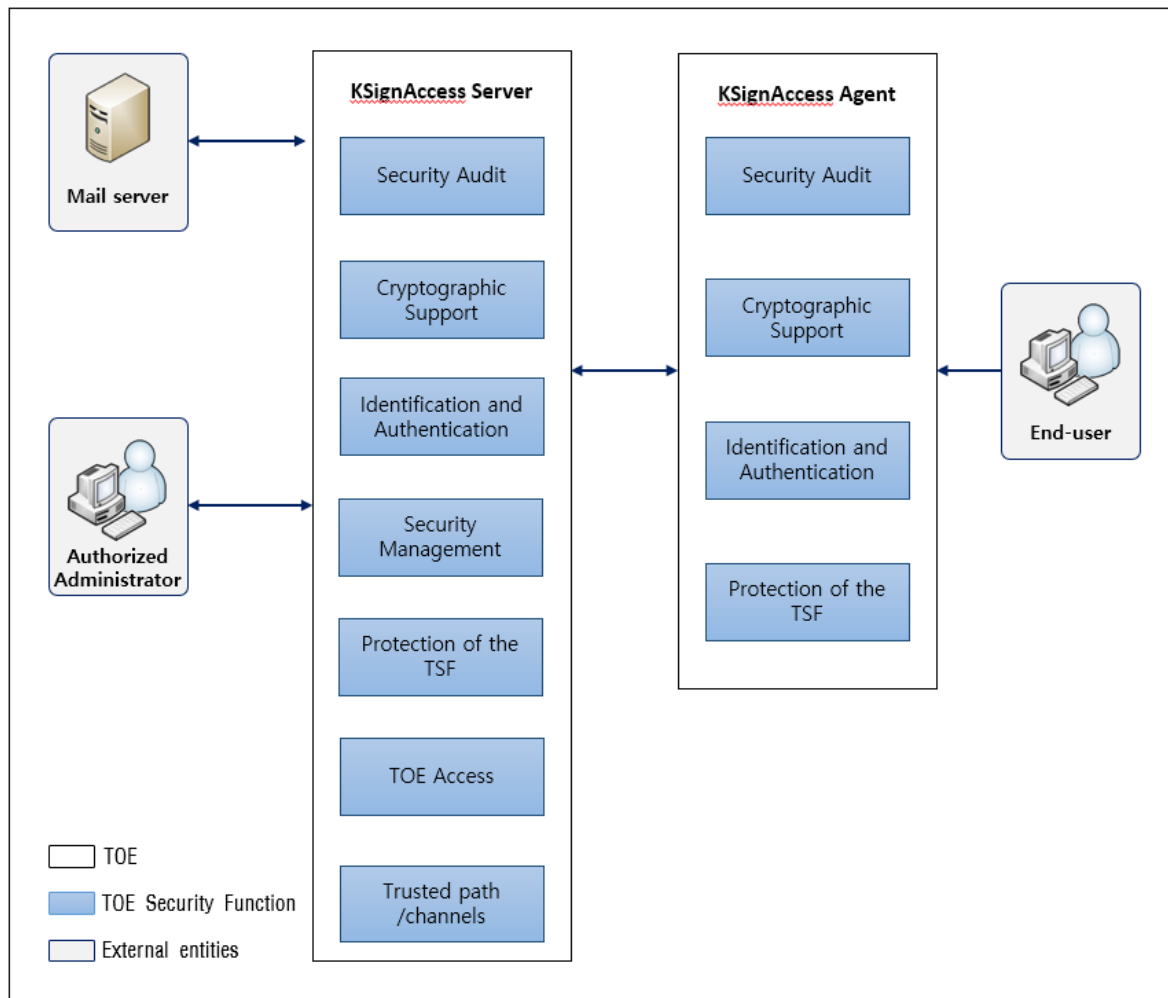 Mail server
Authorized
Administrator
KSignAccess Server
Security Audit
Cryptographic
Support
Identification and
Authentication
Security
Management
Protection of the
TSF
TOE Access
Trusted path
/channels
KSignAccess Agent
Security Audit
Cryptographic
Support
Identification and
Authentication
Protection of the
TSF
End-user
TOE
TOE Security Function
External entities